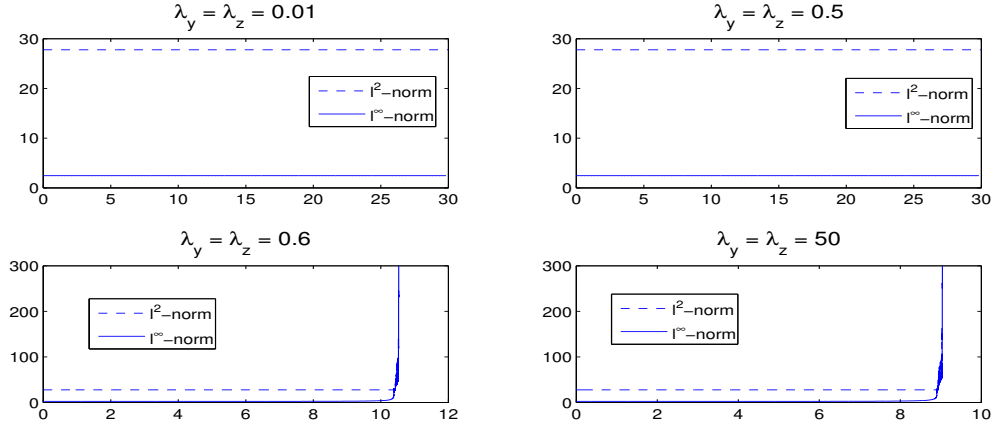 λy = λz = 0.01
30
20
10
0
0 5 10 15 20 25 30
l²−norm
l∞−norm
λy = λz = 0.5
30
20
10
0
0 5 10 15 20 25 30
l²−norm
l∞−norm
λy = λz = 0.6
300
200
100
0
0 2 4 6 8 10 12
l²−norm
l∞−norm
λy = λz = 50
300
200
100
0
0 2 4 6 8 10
l²−norm
l∞−norm